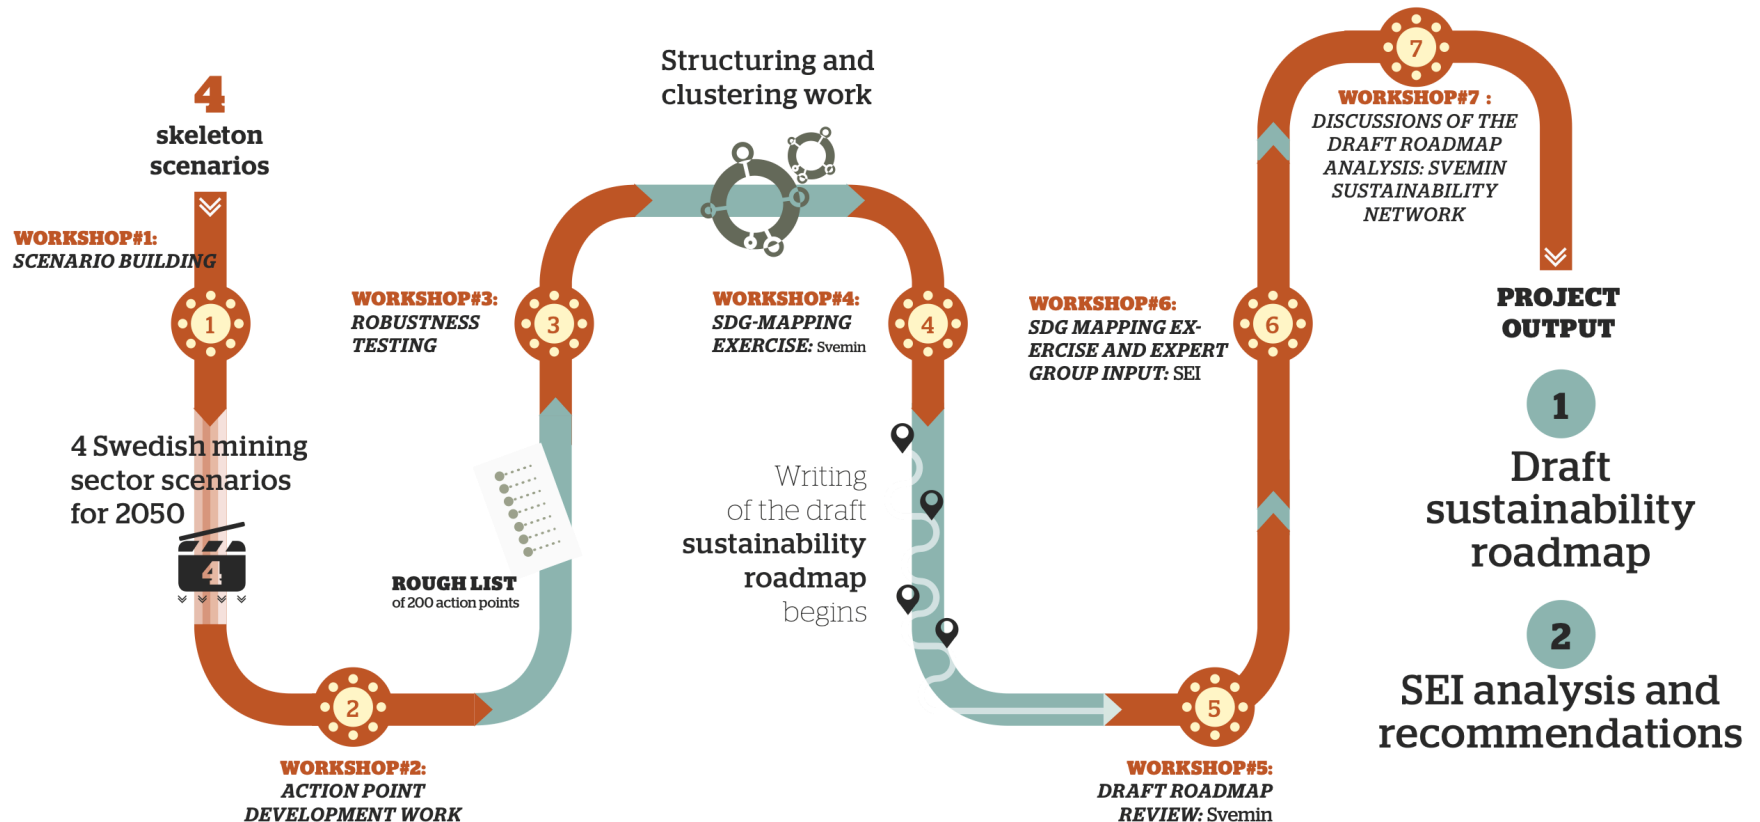 4
skeleton
scenarios
WORKSHOP#1:
SCENARIO BUILDING
1
4 Swedish mining
sector scenarios
for 2050
4
2
WORKSHOP#2:
ACTION POINT
DEVELOPMENT WORK
ROUGH LIST
of 200 action points
WORKSHOP#3:
ROBUSTNESS
TESTING
3
Structuring and
clustering work
WORKSHOP#4:
SDG-MAPPING
EXERCISE: Svemin
4
Writing
of the draft
sustainability
roadmap
begins
5
WORKSHOP#5:
DRAFT ROADMAP
REVIEW: Svemin
WORKSHOP#6:
SDG MAPPING EX-
ERCISE AND EXPERT
GROUP INPUT: SEI
6
7
WORKSHOP#7 :
DISCUSSIONS OF THE
DRAFT ROADMAP
ANALYSIS: SVEMIN
SUSTAINABILITY
NETWORK
PROJECT
OUTPUT
1
Draft
sustainability
roadmap
2
SEI analysis and
recommendations